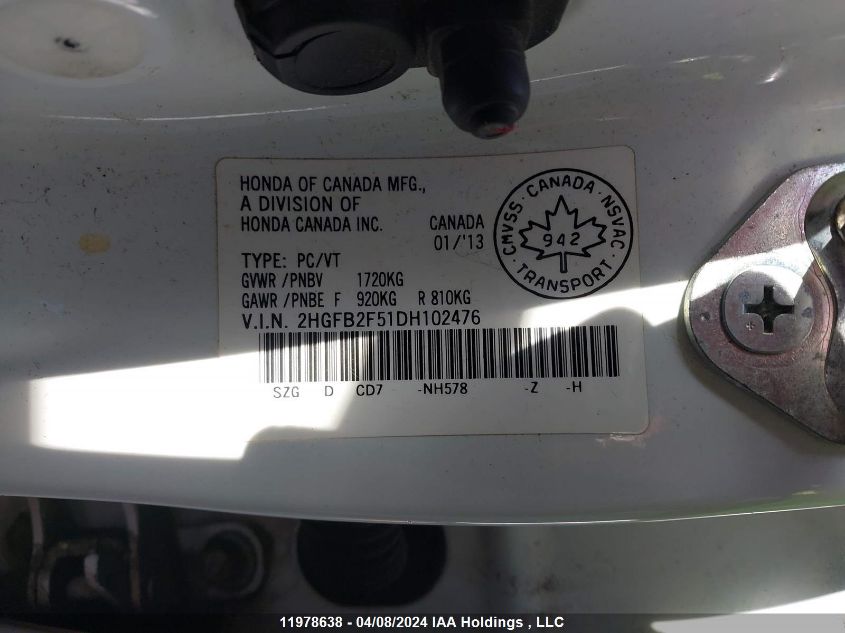 HONDA OF CANADA MFG.,
A DIVISION OF
HONDA CANADA INC.
CANADA
01/'13
TYPE: PC/VT
GVWR /PNBV 1720KG
GAWR /PNBE F 920KG R 810KG
V.I.N. 2HGFB2F51DH102476
SZG D CD7 -NH578 -Z -H
CMVSS · CANADA · NSVAC
942
TRANSPORT
11978638 - 04/08/2024 IAA Holdings , LLC